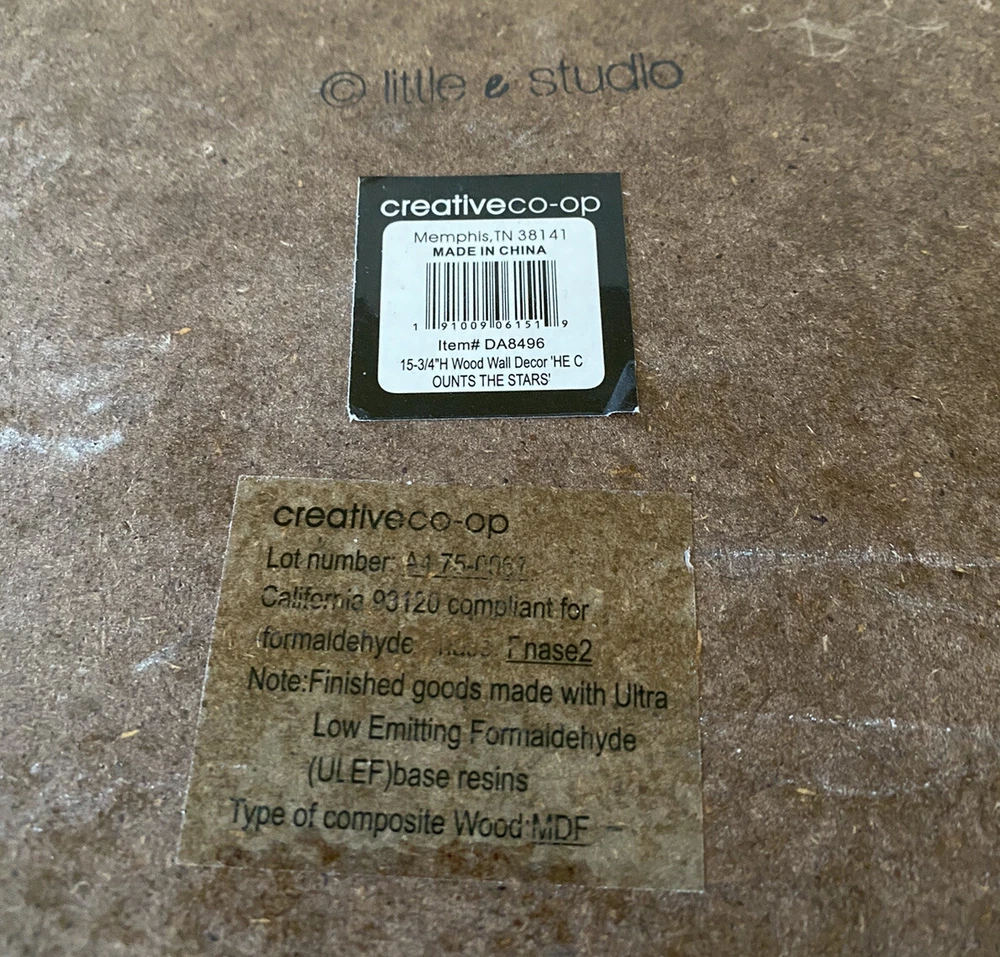 © little e studio
creativeco-op
Memphis,TN 38141
MADE IN CHINA
1 91009 06151 9
Item# DA8496
15-3/4"H Wood Wall Decor 'HE C
OUNTS THE STARS'
creativeco-op
Lot number:
California 93120 compliant for
formaldehyde
Note:Finished goods made with Ultra
Low Emitting Formaldehyde
(ULEF)base resins
Type of composite Wood:MDF